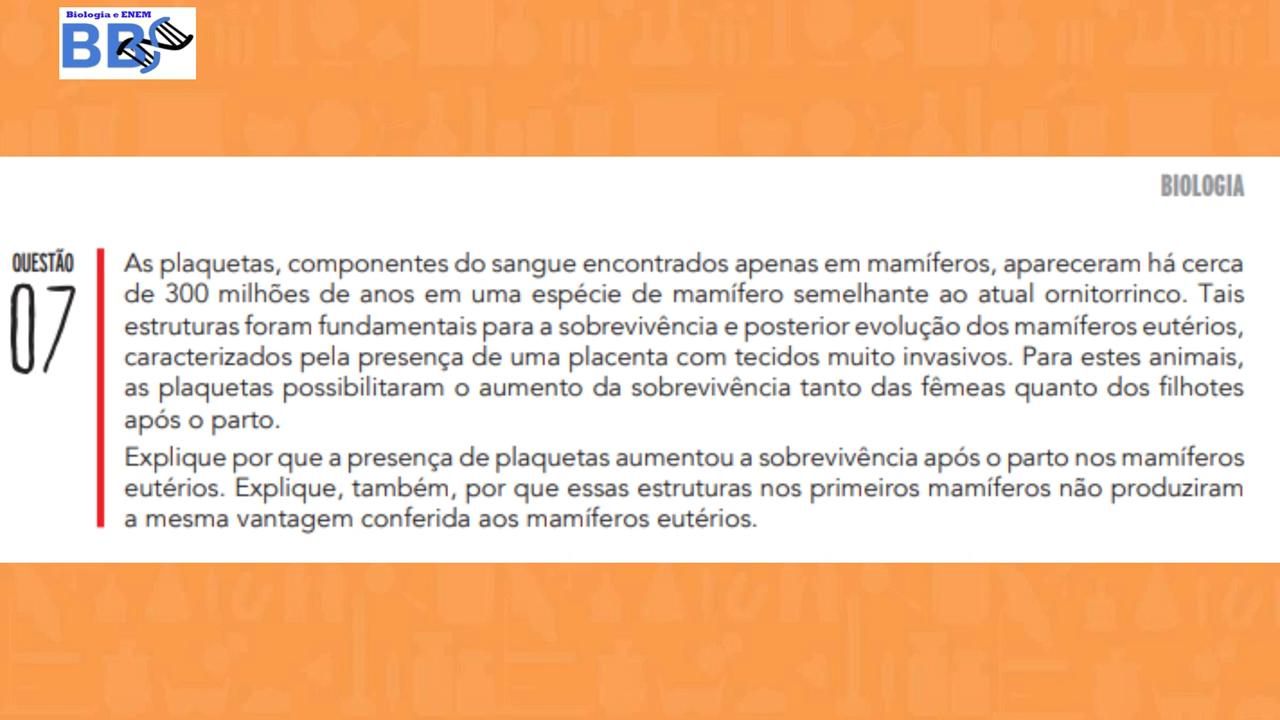 Biologia e ENEM
BBS
BIOLOGIA
QUESTÃO
07
As plaquetas, componentes do sangue encontrados apenas em mamíferos, apareceram há cerca
de 300 milhões de anos em uma espécie de mamífero semelhante ao atual ornitorrinco. Tais
estruturas foram fundamentais para a sobrevivência e posterior evolução dos mamíferos eutérios,
caracterizados pela presença de uma placenta com tecidos muito invasivos. Para estes animais,
as plaquetas possibilitaram o aumento da sobrevivência tanto das fêmeas quanto dos filhotes
após o parto.
Explique por que a presença de plaquetas aumentou a sobrevivência após o parto nos mamíferos
eutérios. Explique, também, por que essas estruturas nos primeiros mamíferos não produziram
a mesma vantagem conferida aos mamíferos eutérios.